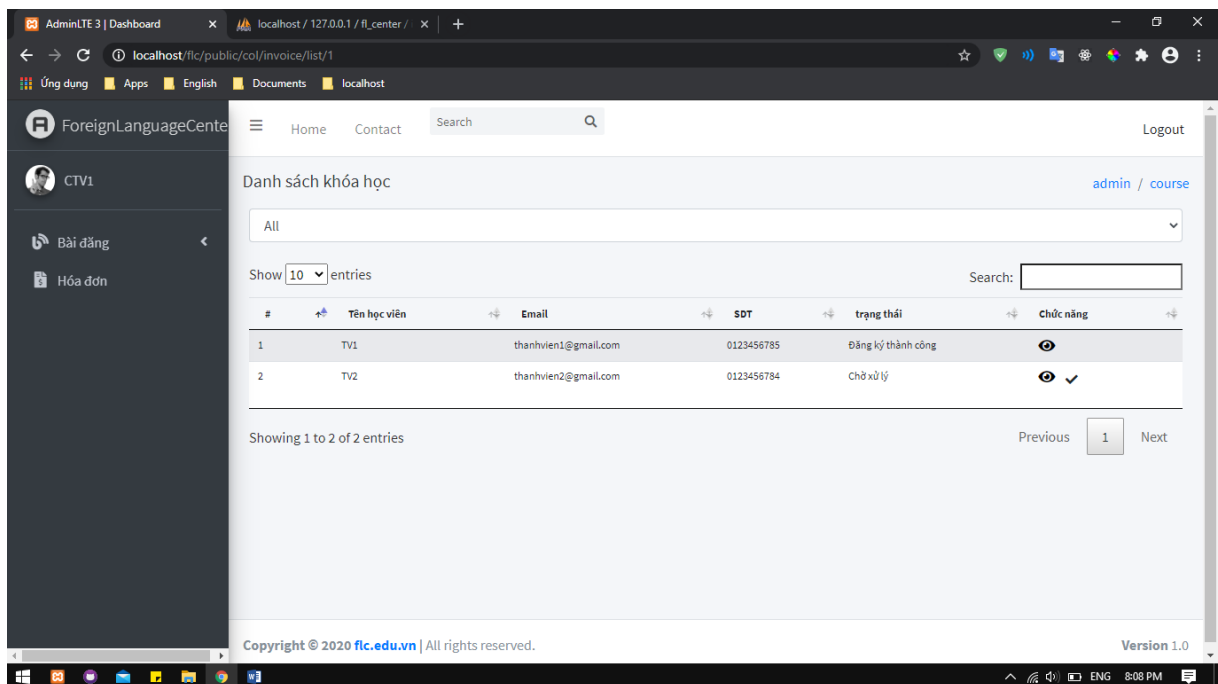 AdminLTE 3 | Dashboard
localhost / 127.0.0.1 / fl_center /
localhost/flc/public/col/invoice/list/1
Ứng dụng Apps English Documents localhost
ForeignLanguageCente
Home Contact Search Logout
CTV1
Bài đăng
Hóa đơn
Danh sách khóa học
admin / course
All
Show 10 entries
Search:
# Tên học viên Email SDT trạng thái Chức năng
1 TV1 thanhvien1@gmail.com 0123456785 Đăng ký thành công
2 TV2 thanhvien2@gmail.com 0123456784 Chờ xử lý
Showing 1 to 2 of 2 entries
Previous 1 Next
Copyright © 2020 flc.edu.vn | All rights reserved.
Version 1.0
ENG 8:08 PM